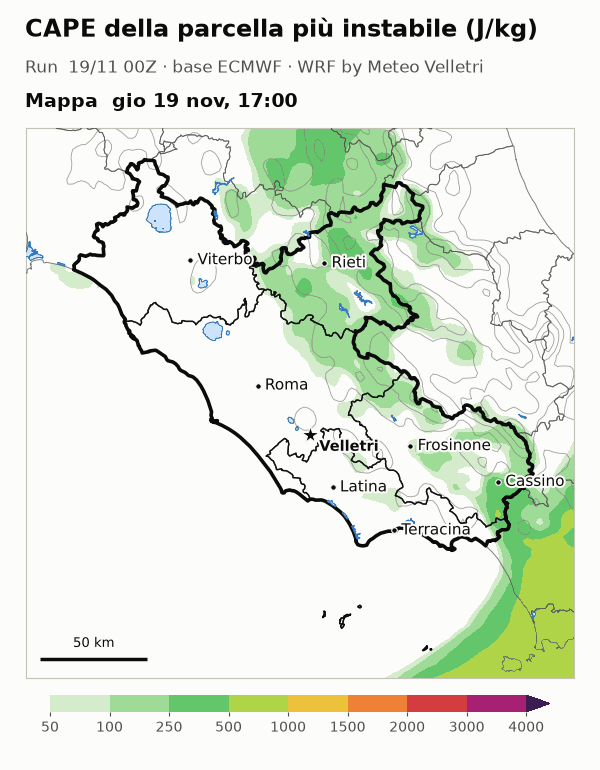 CAPE della parcella più instabile (J/kg)
Run  19/11 00Z · base ECMWF · WRF by Meteo Velletri
Mappa  gio 19 nov, 17:00
Viterbo
Rieti
Roma
Velletri
Frosinone
Cassino
Latina
Terracina
50 km
50 100 250 500 1000 1500 2000 3000 4000